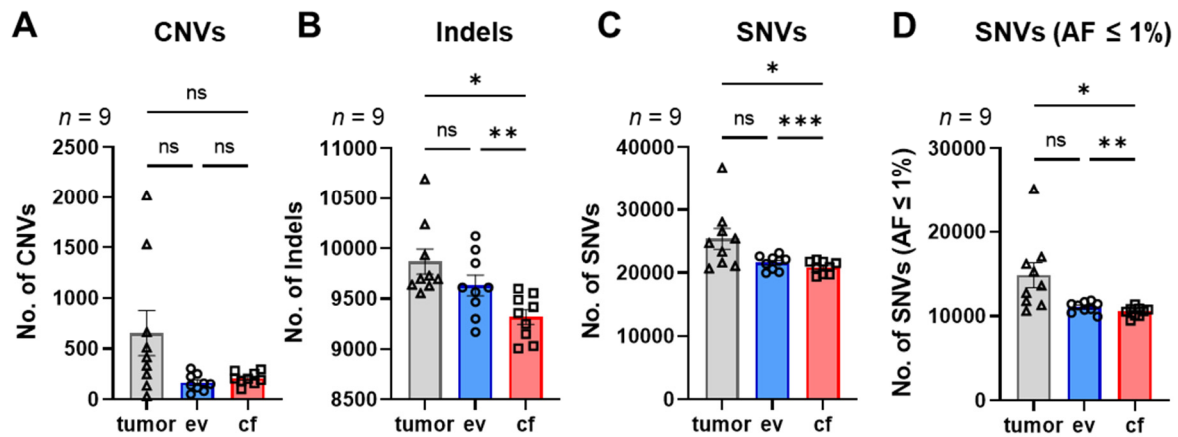 A CNVs
ns
n = 9
ns ns
No. of CNVs
2500
2000
1500
1000
500
0
tumor ev cf
B Indels
*
n = 9
ns **
No. of Indels
11000
10500
10000
9500
9000
8500
tumor ev cf
C SNVs
*
n = 9
ns ***
No. of SNVs
40000
30000
20000
10000
0
tumor ev cf
D SNVs (AF ≤ 1%)
*
n = 9
ns **
No. of SNVs (AF ≤ 1%)
30000
20000
10000
0
tumor ev cf